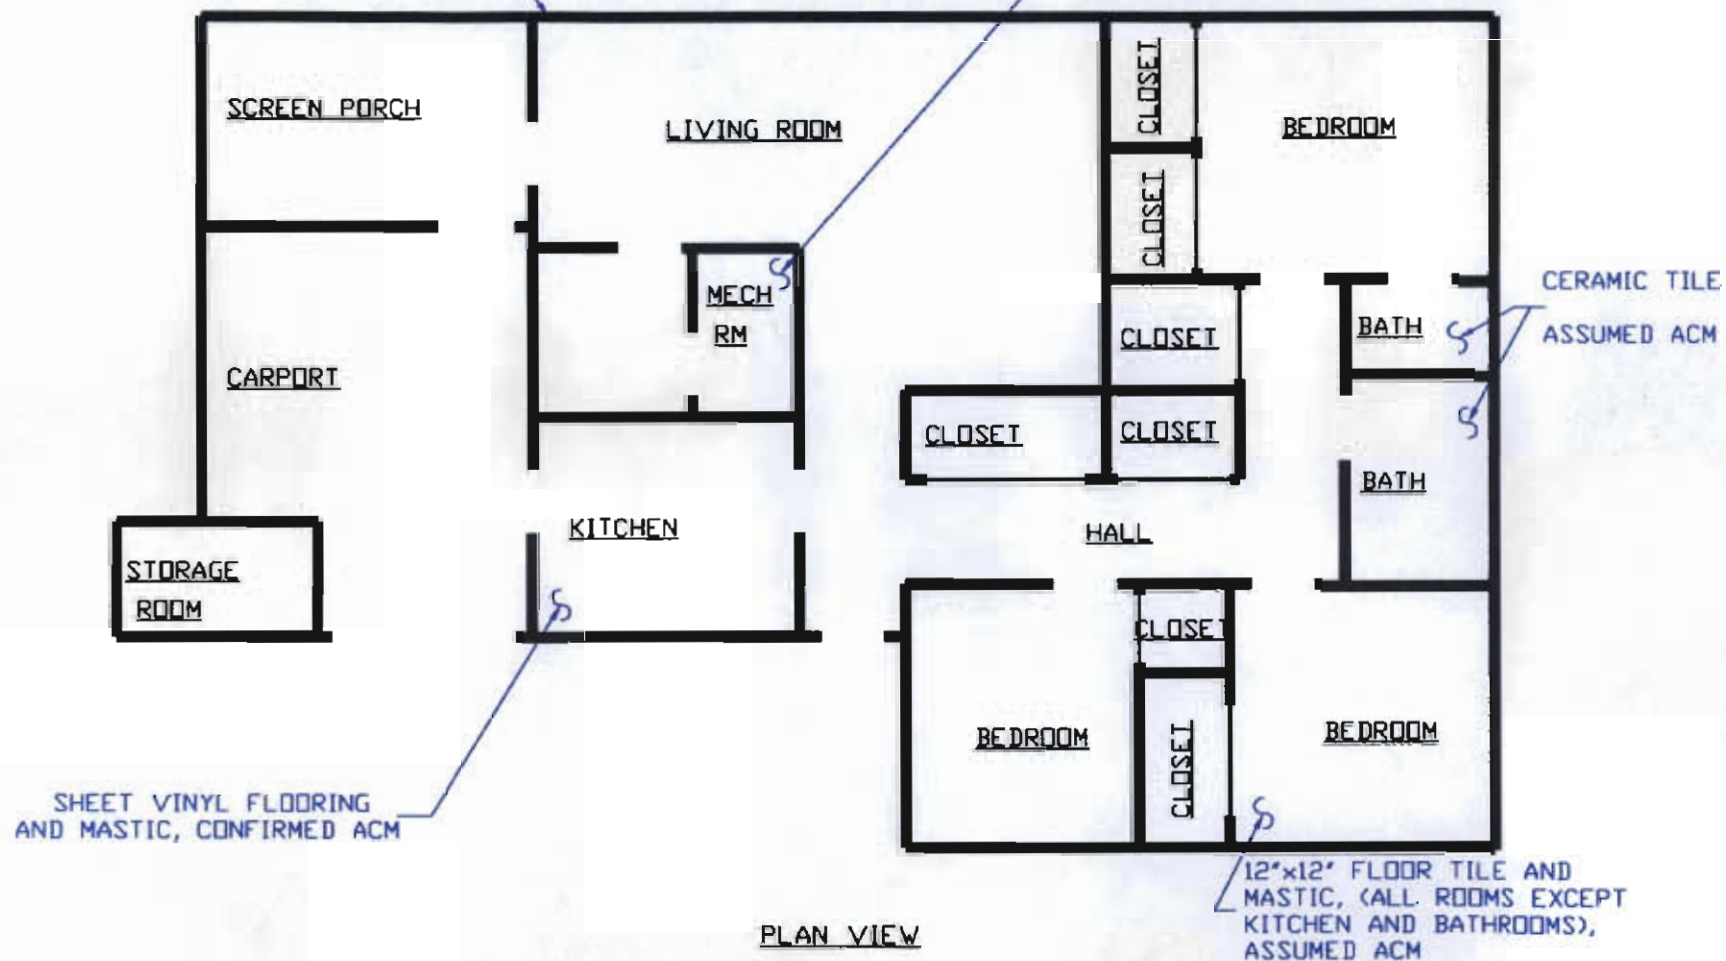 SCREEN PORCH
LIVING ROOM
CLOSET
BEDROOM
CLOSET
MECH
RM
CLOSET
BATH
CERAMIC TILE
ASSUMED ACM
CARPORT
CLOSET
CLOSET
BATH
KITCHEN
HALL
STORAGE
ROOM
CLOSET
BEDROOM
CLOSET
BEDROOM
SHEET VINYL FLOORING
AND MASTIC, CONFIRMED ACM
12"x12" FLOOR TILE AND
MASTIC, (ALL ROOMS EXCEPT
KITCHEN AND BATHROOMS),
ASSUMED ACM
PLAN VIEW